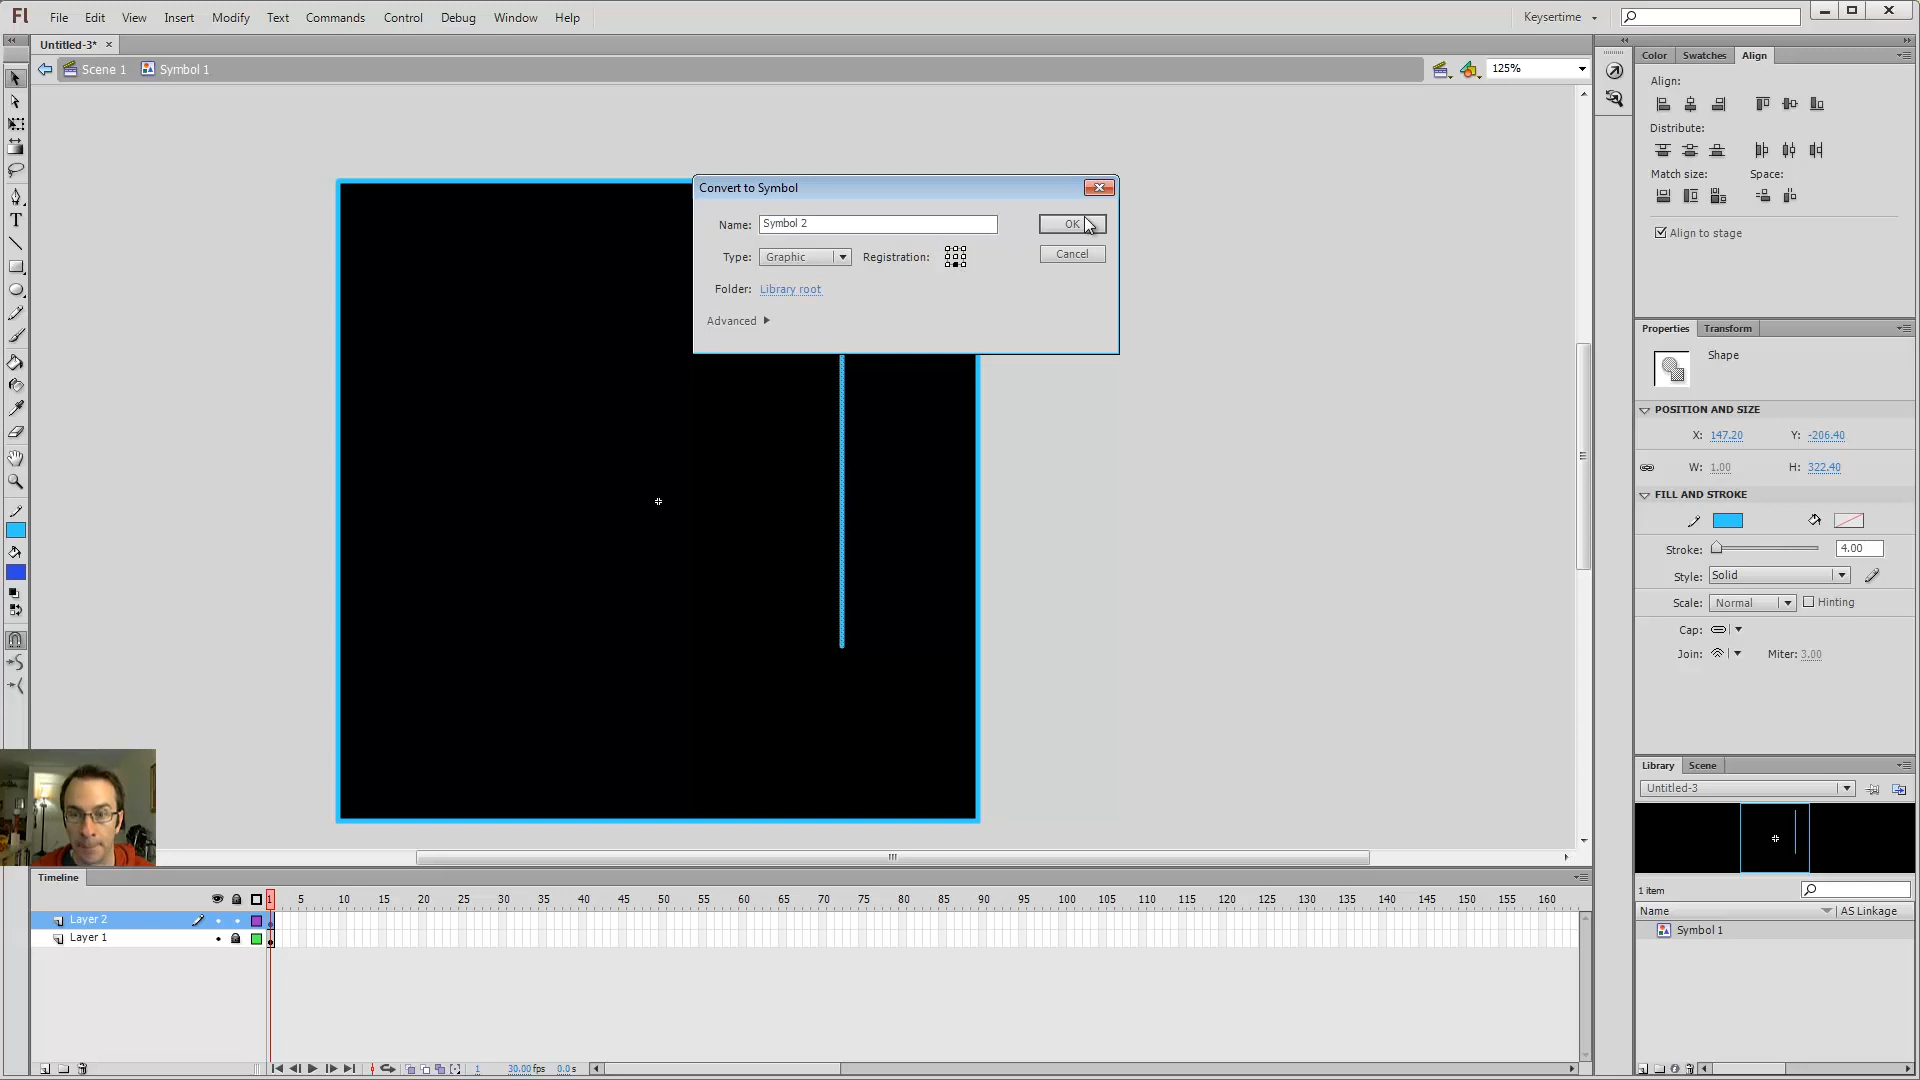 Fl File Edit View Insert Modify Text Commands Control Debug Window Help Keysertime
Untitled-3*
Scene 1 Symbol 1 125%
Color Swatches Align
Align:
Distribute:
Match size: Space:
Align to stage
Convert to Symbol
Name: Symbol 2 OK
Type: Graphic Registration: Cancel
Folder: Library root
Advanced
Properties Transform
Shape
POSITION AND SIZE
X: 147.20 Y: -206.40
W: 1.00 H: 322.40
FILL AND STROKE
Stroke: 4.00
Style: Solid
Scale: Normal Hinting
Cap:
Join: Miter: 3.00
Library Scene
Untitled-3
1 item
Name AS Linkage
Symbol 1
Timeline
1 5 10 15 20 25 30 35 40 45 50 55 60 65 70 75 80 85 90 95 100 105 110 115 120 125 130 135 140 145 150 155 160
Layer 2
Layer 1
1 30.00 fps 0.0 s